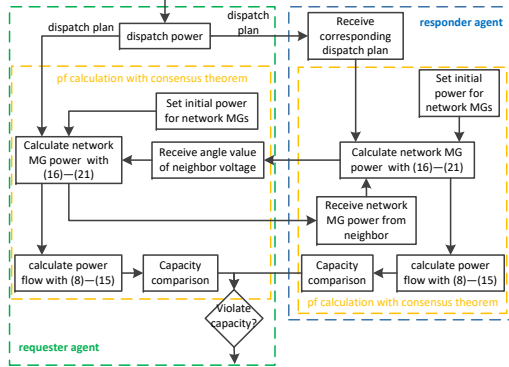 dispatch plan
dispatch power
dispatch
plan
Receive
corresponding
dispatch plan
responder agent
pf calculation with consensus theorem
Set initial power
for network MGs
Set initial
power for
network MGs
Calculate network
MG power with
(16)—(21)
Receive angle value
of neighbor voltage
Calculate network MG
power with (16)—(21)
Receive network
MG power from
neighbor
calculate power
flow with (8)—(15)
Capacity
comparison
Capacity
comparison
calculate power
flow with (8)—(15)
pf calculation with consensus theorem
Violate
capacity?
requester agent